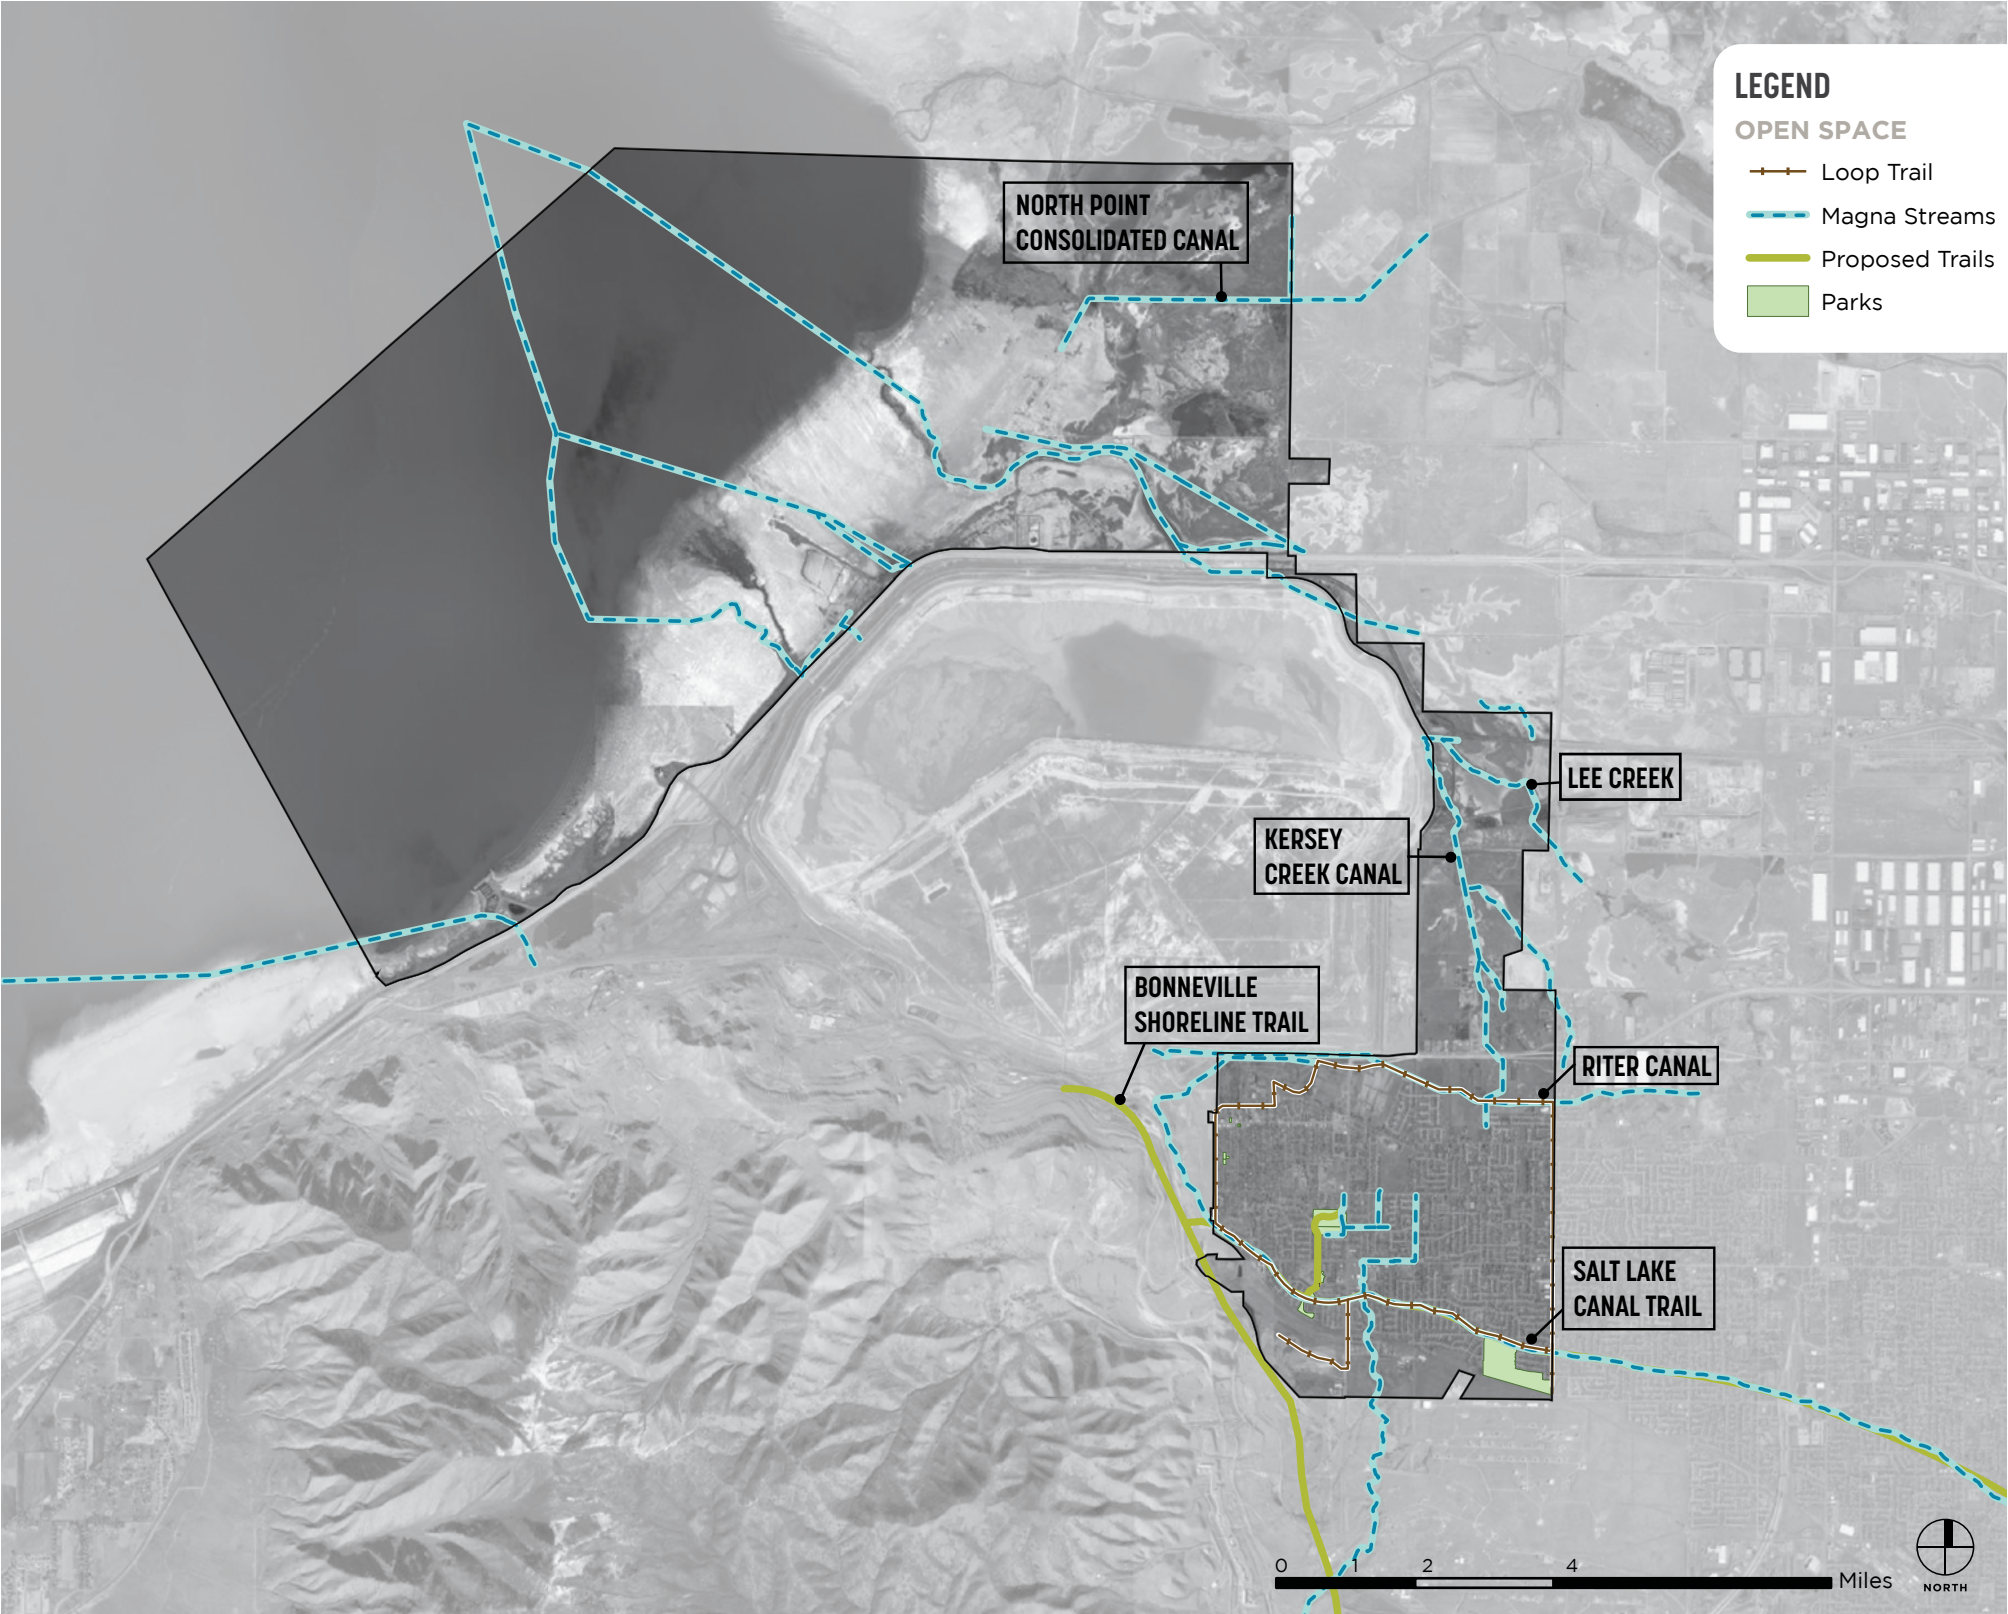 LEGEND
OPEN SPACE
Loop Trail
Magna Streams
Proposed Trails
Parks
NORTH POINT
CONSOLIDATED CANAL
LEE CREEK
KERSEY
CREEK CANAL
BONNEVILLE
SHORELINE TRAIL
RITER CANAL
SALT LAKE
CANAL TRAIL
0 1 2 4
Miles
NORTH